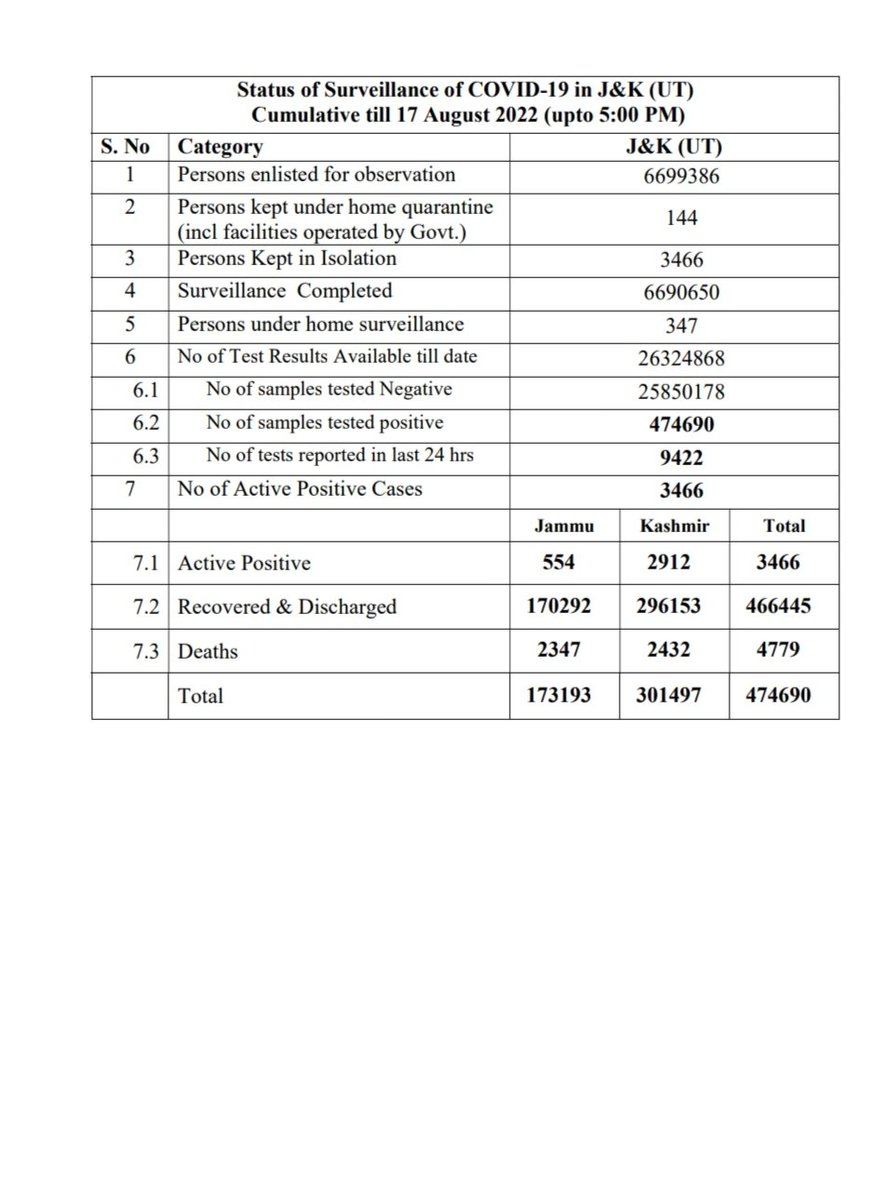 Status of Surveillance of COVID-19 in J&K (UT)
Cumulative till 17 August 2022 (upto 5:00 PM)
S. No Category J&K (UT)
1 Persons enlisted for observation 6699386
2 Persons kept under home quarantine
(incl facilities operated by Govt.) 144
3 Persons Kept in Isolation 3466
4 Surveillance Completed 6690650
5 Persons under home surveillance 347
6 No of Test Results Available till date 26324868
6.1 No of samples tested Negative 25850178
6.2 No of samples tested positive 474690
6.3 No of tests reported in last 24 hrs 9422
7 No of Active Positive Cases 3466
Jammu Kashmir Total
7.1 Active Positive 554 2912 3466
7.2 Recovered & Discharged 170292 296153 466445
7.3 Deaths 2347 2432 4779
Total 173193 301497 474690